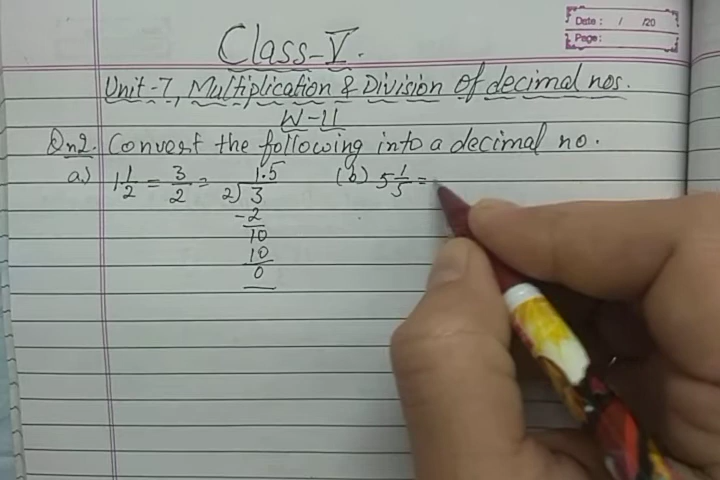 Date : / /20
Page :
Class-V.
Unit-7, Multiplication & Division of decimal nos.
W-11
Qn2. Convert the following into a decimal no.
a.) 1 1/2 = 3/2 = 2)3 1.5 (b) 5 1/5 =
-2
10
10
0